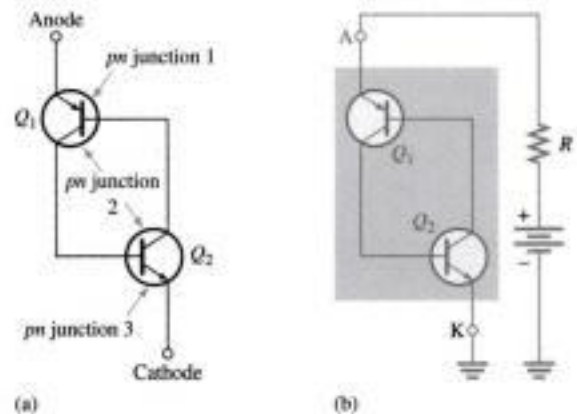 Anode
pn junction 1
Q1
pn junction
2
Q2
pn junction 3
Cathode
(a)
A
Q1
R
Q2
+
−
K
(b)